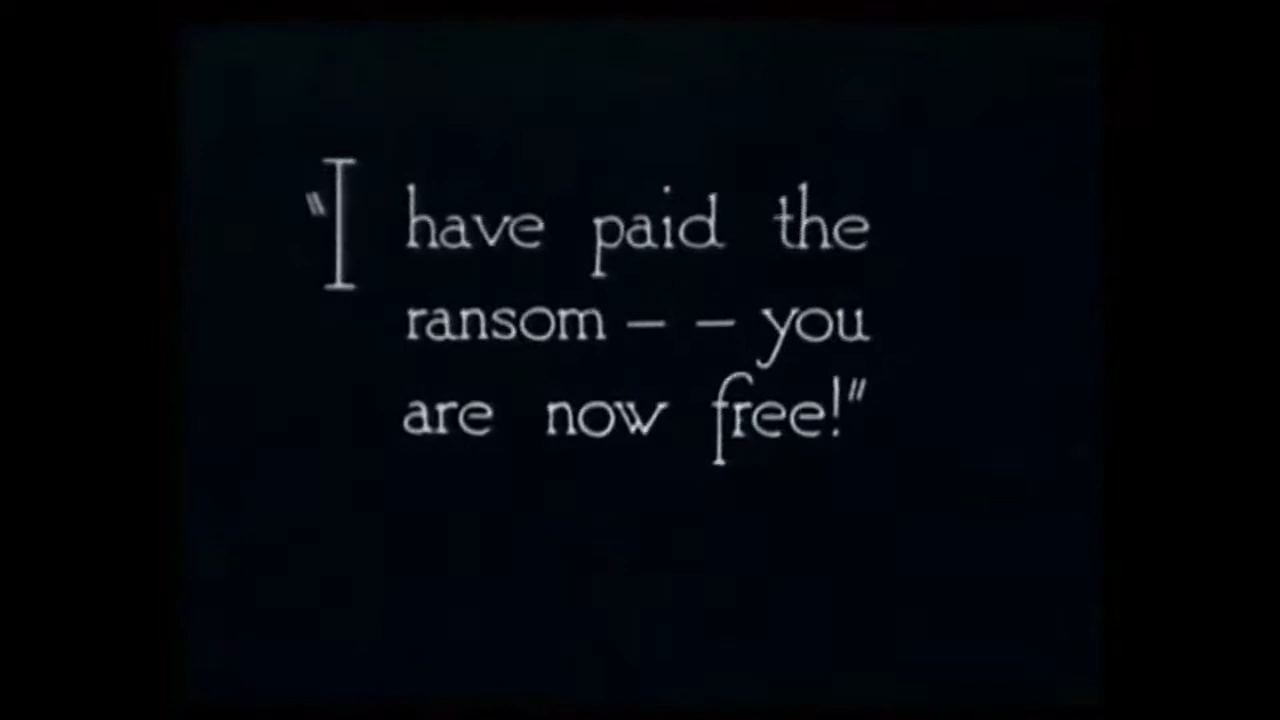 "I have paid the
ransom – – you
are now free!"